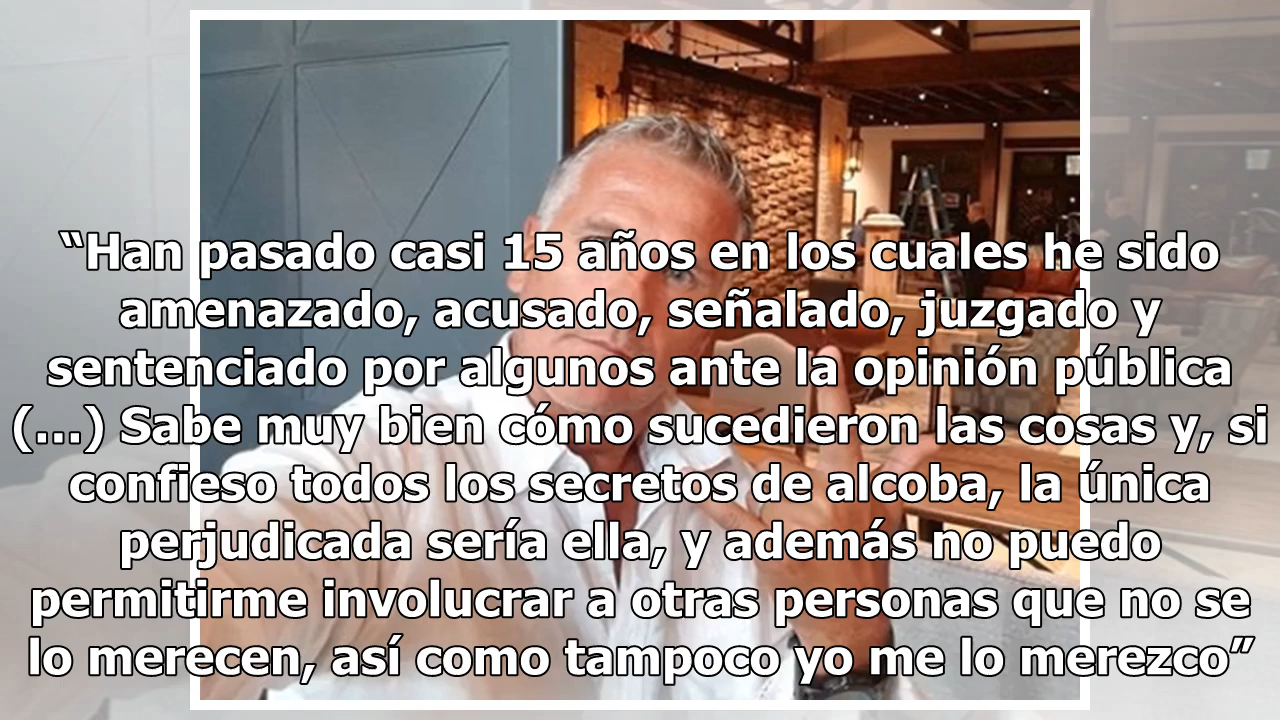 “Han pasado casi 15 años en los cuales he sido
amenazado, acusado, señalado, juzgado y
sentenciado por algunos ante la opinión pública
(...) Sabe muy bien cómo sucedieron las cosas y, si
confieso todos los secretos de alcoba, la única
perjudicada sería ella, y además no puedo
permitirme involucrar a otras personas que no se
lo merecen, así como tampoco yo me lo merezco”